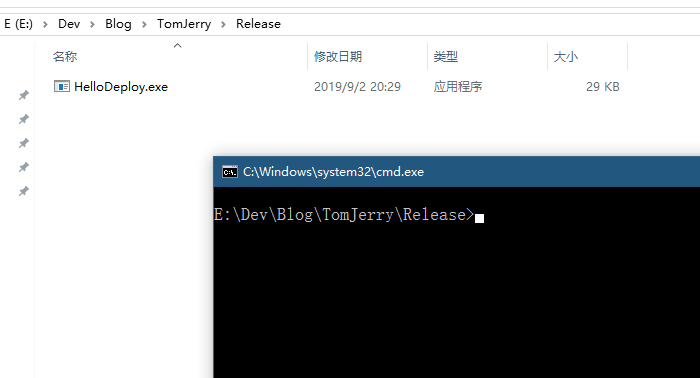 E (E:) > Dev > Blog > TomJerry > Release
名称 修改日期 类型 大小
HelloDeploy.exe 2019/9/2 20:29 应用程序 29 KB
C:\Windows\system32\cmd.exe
E:\Dev\Blog\TomJerry\Release>